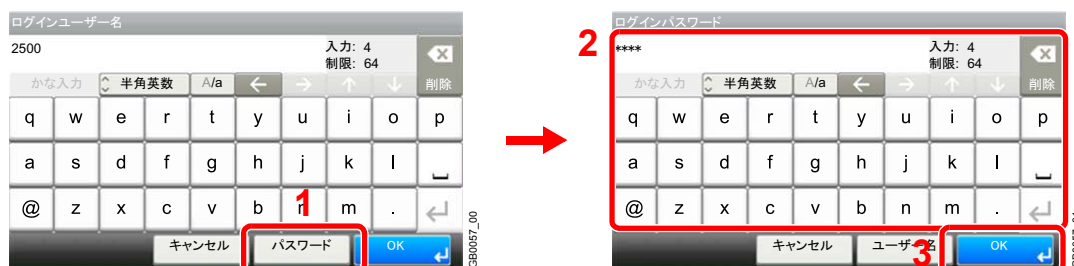 ログインユーザー名
2500
入力: 4
制限: 64
かな入力 半角英数 A/a ← → ↑ ↓ 削除
q w e r t y u i o p
a s d f g h j k l
@ z x c v b n m .
1
キャンセル パスワード OK
GB0057_00
ログインパスワード
2
****
入力: 4
制限: 64
かな入力 半角英数 A/a ← → ↑ ↓ 削除
q w e r t y u i o p
a s d f g h j k l
@ z x c v b n m .
キャンセル ユーザー名 OK
3